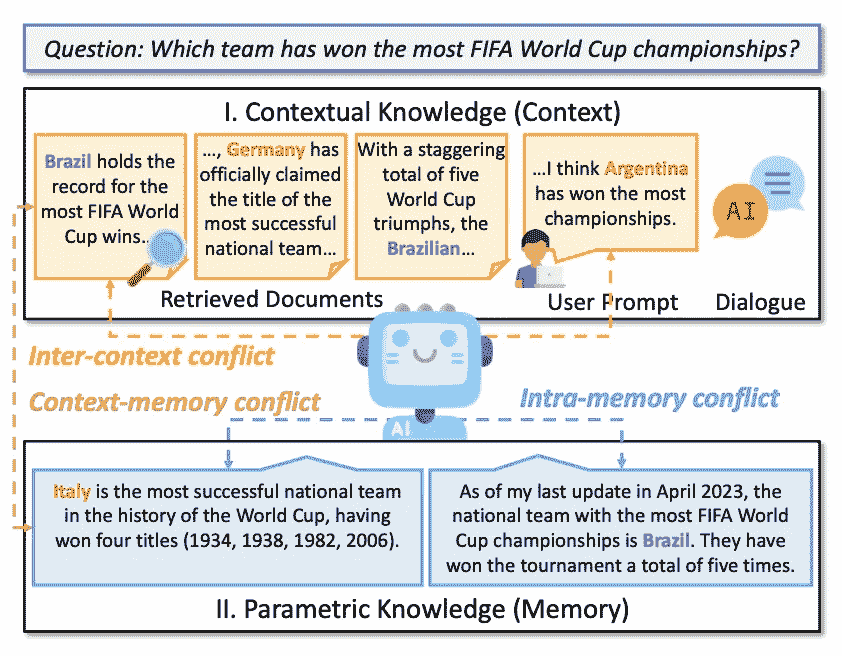 Question: Which team has won the most FIFA World Cup championships?
I. Contextual Knowledge (Context)
Brazil holds the
record for the
most FIFA World
Cup wins..
..., Germany has
officially claimed
the title of the
most successful
national team...
With a staggering
total of five
World Cup
triumphs, the
Brazilian...
...I think Argentina
has won the most
championships.
AI
Retrieved Documents
User Prompt
Dialogue
Inter-context conflict
Context-memory conflict
Intra-memory conflict
AI
Italy is the most successful national team
in the history of the World Cup, having
won four titles (1934, 1938, 1982, 2006).
As of my last update in April 2023, the
national team with the most FIFA World
Cup championships is Brazil. They have
won the tournament a total of five times.
II. Parametric Knowledge (Memory)